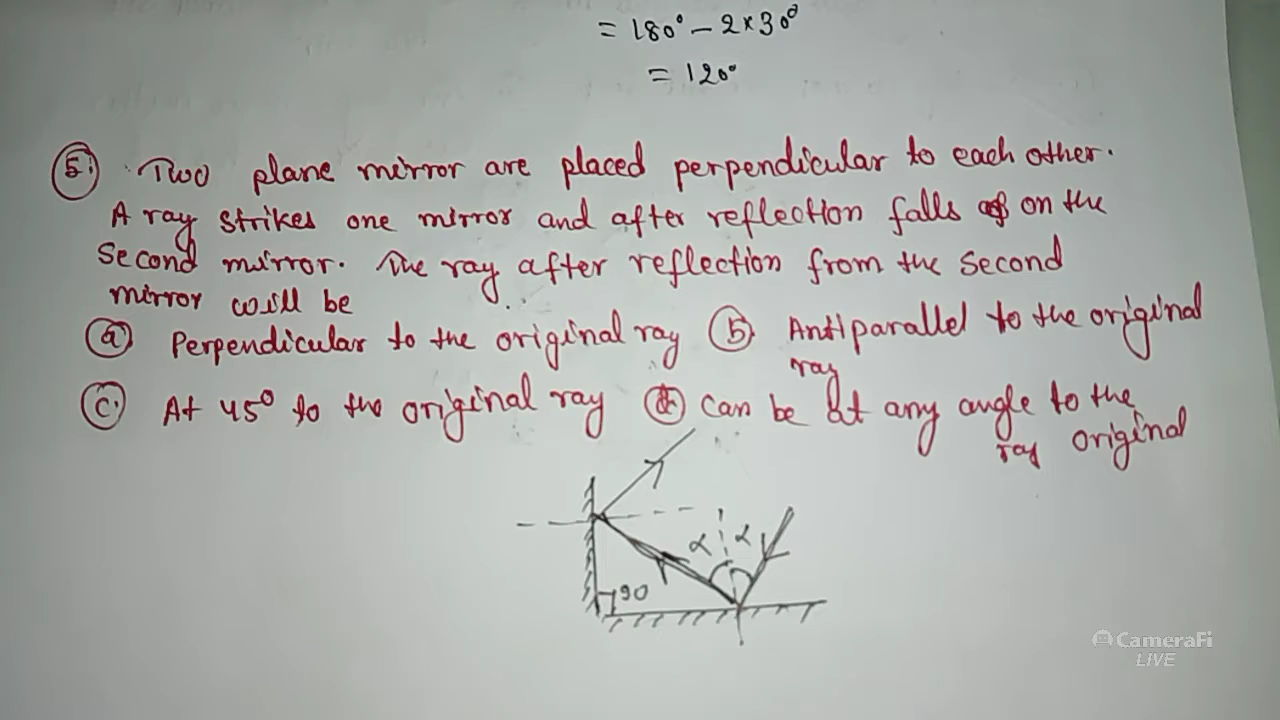 = 180° - 2×30°
= 120°
5. Two plane mirror are placed perpendicular to each other.
A ray strikes one mirror and after reflection falls on the
second mirror. The ray after reflection from the second
mirror will be
a Perpendicular to the original ray b Antiparallel to the original
ray
c. At 45° to the original ray d can be at any angle to the
ray original
α α
90
CameraFi
LIVE